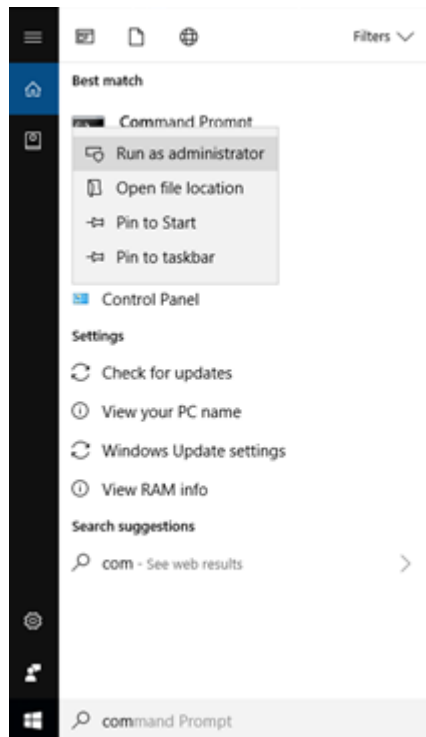 Filters
Best match
Command Prompt
Run as administrator
Open file location
Pin to Start
Pin to taskbar
Control Panel
Settings
Check for updates
View your PC name
Windows Update settings
View RAM info
Search suggestions
com - See web results
command Prompt